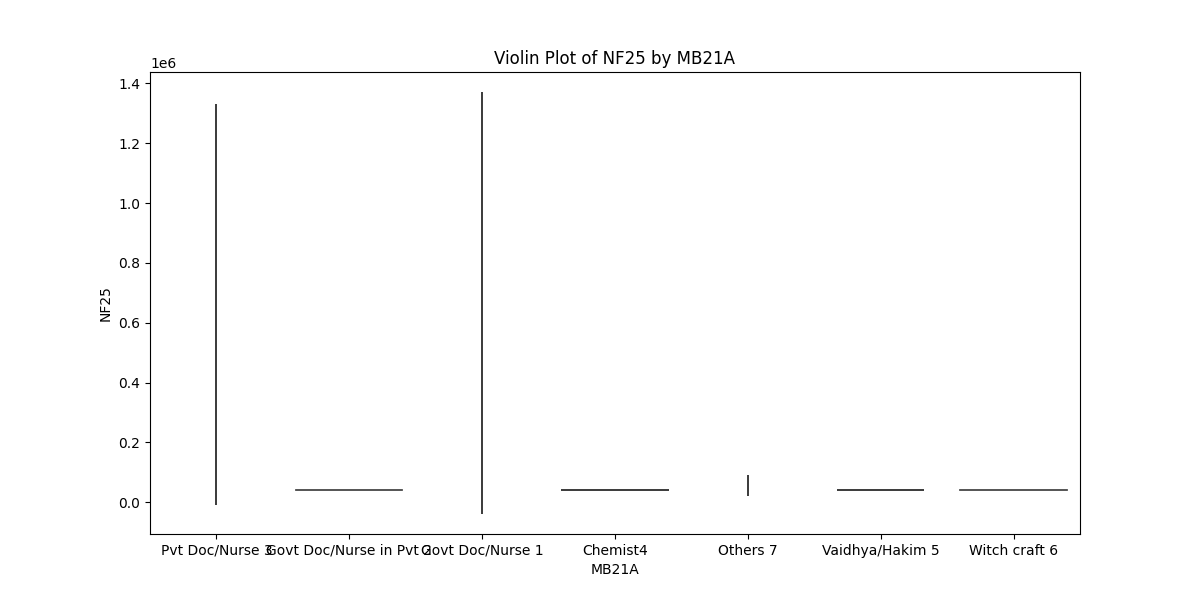 Violin Plot of NF25 by MB21A
1e6
1.4
1.2
1.0
0.8
0.6
0.4
0.2
0.0
NF25
Pvt Doc/Nurse 3 Govt Doc/Nurse in Pvt 2 Govt Doc/Nurse 1 Chemist4 Others 7 Vaidhya/Hakim 5 Witch craft 6
MB21A